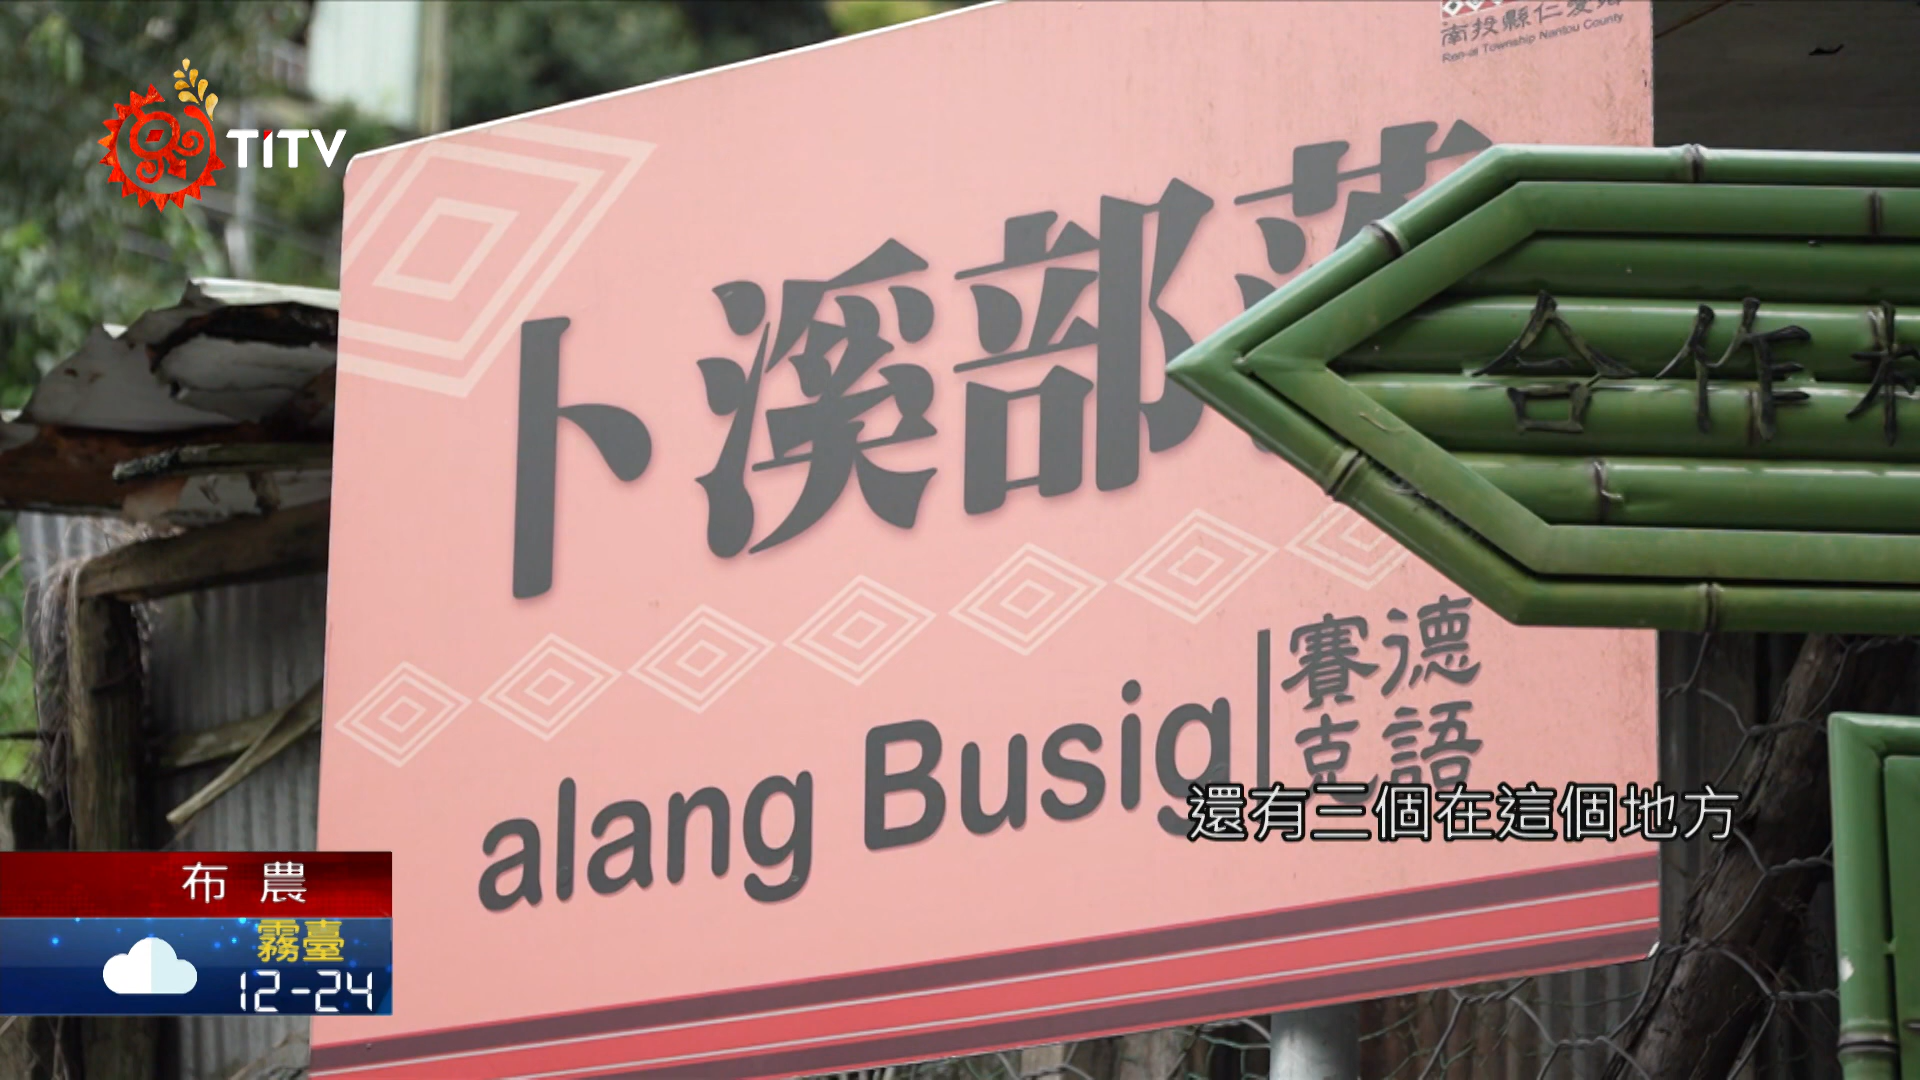 TiTV
南投縣仁愛鄉
Ren-ai Township Nantou County
卜溪部落
合作村
alang Busig
賽德
克語
還有三個在這個地方
布農
霧臺
12-24